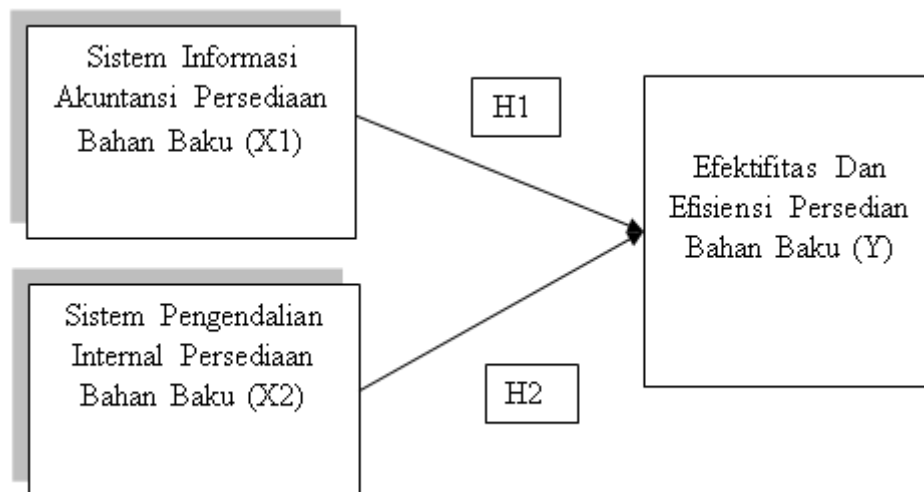 Sistem Informasi
Akuntansi Persediaan
Bahan Baku (X1)
H1
Efektifitas Dan
Efisiensi Persedian
Bahan Baku (Y)
Sistem Pengendalian
Internal Persediaan
Bahan Baku (X2)
H2